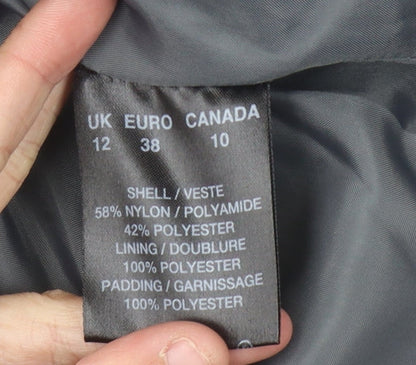 UK EURO CANADA
12 38 10
SHELL / VESTE
58% NYLON / POLYAMIDE
42% POLYESTER
LINING / DOUBLURE
100% POLYESTER
PADDING / GARNISSAGE
100% POLYESTER